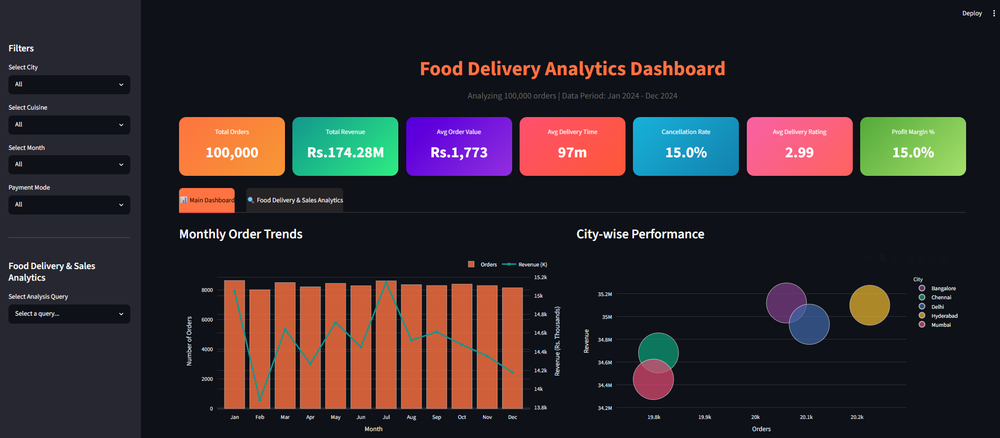 Deploy
Filters
Select City
All
Select Cuisine
All
Select Month
All
Payment Mode
All
Food Delivery & Sales
Analytics
Select Analysis Query
Select a query...
Food Delivery Analytics Dashboard
Analyzing 100,000 orders | Data Period: Jan 2024 - Dec 2024
Total Orders
100,000
Total Revenue
Rs.174.28M
Avg Order Value
Rs.1,773
Avg Delivery Time
97m
Cancellation Rate
15.0%
Avg Delivery Rating
2.99
Profit Margin %
15.0%
Main Dashboard
Food Delivery & Sales Analytics
Monthly Order Trends
Orders
Revenue (K)
Number of Orders
8000
6000
4000
2000
0
15.2k
15k
14.8k
14.6k
14.4k
14.2k
14k
13.8k
Revenue (Rs. Thousands)
Jan Feb Mar Apr May Jun Jul Aug Sep Oct Nov Dec
Month
City-wise Performance
Revenue
35.2M
35M
34.8M
34.6M
34.4M
34.2M
19.8k 19.9k 20k 20.1k 20.2k
Orders
City
Bangalore
Chennai
Delhi
Hyderabad
Mumbai